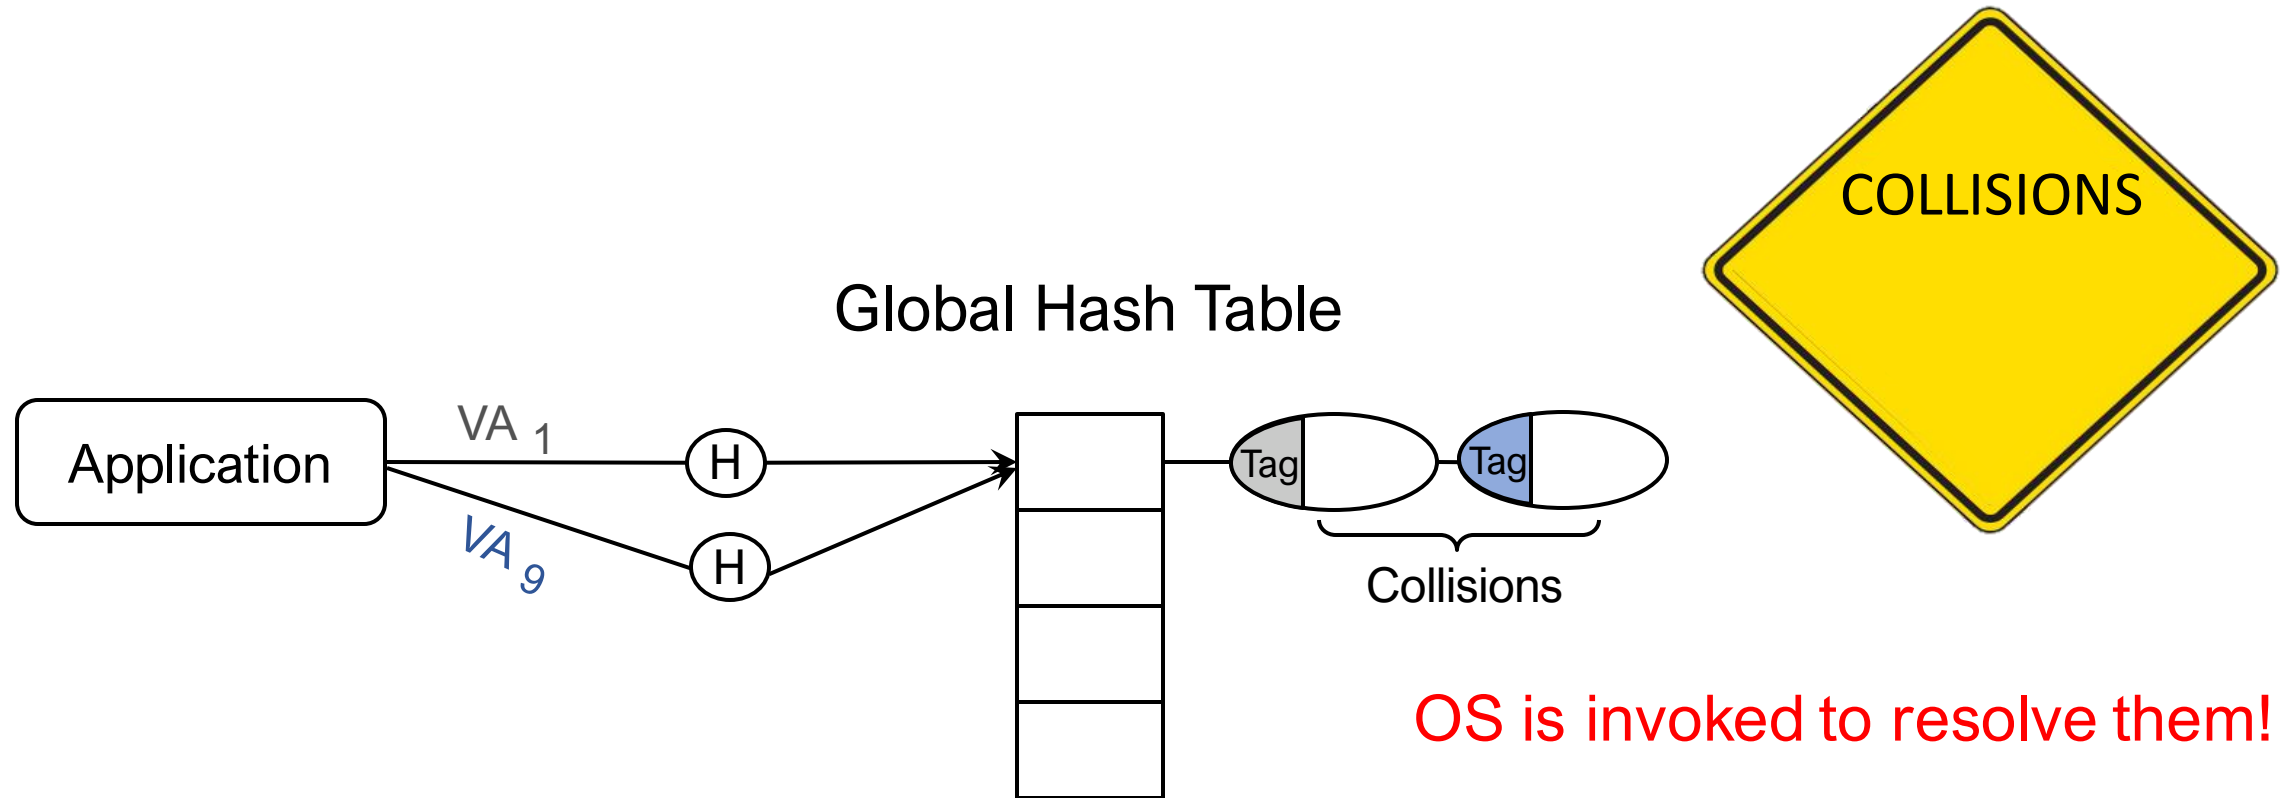 COLLISIONS
Global Hash Table
Application
VA 1
H
Tag
Tag
VA 9
H
Collisions
OS is invoked to resolve them!